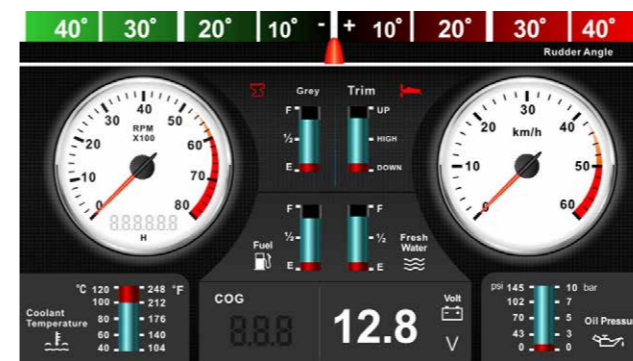 40° 30° 20° 10° - + 10° 20° 30° 40°
Rudder Angle
0 10 20 30 40 50 60 70 80
RPM
X100
H
Grey
F
½
E
Trim
UP
HIGH
DOWN
0 10 20 30 40 50 60
km/h
Fuel
F
½
E
F
½
E
Fresh
Water
°C 120 248 °F
100 212
80 176
60 140
40 104
Coolant
Temperature
COG
12.8
Volt
V
psi 145 10 bar
102 7
70 5
43 3
0 0
Oil Pressu